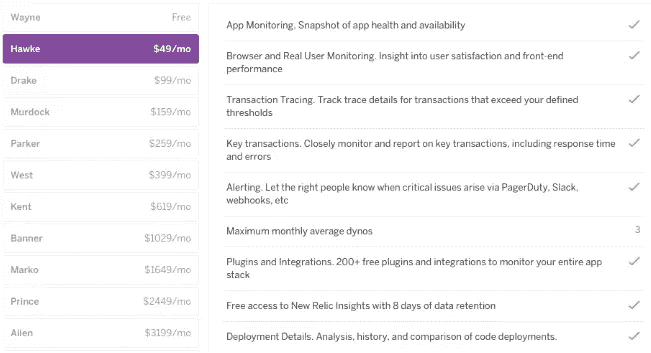 Wayne Free
Hawke $49/mo
Drake $99/mo
Murdock $159/mo
Parker $259/mo
West $399/mo
Kent $619/mo
Banner $1029/mo
Marko $1649/mo
Prince $2449/mo
Allen $3199/mo
App Monitoring. Snapshot of app health and availability
Browser and Real User Monitoring. Insight into user satisfaction and front-end
performance
Transaction Tracing. Track trace details for transactions that exceed your defined
thresholds
Key transactions. Closely monitor and report on key transactions, including response time
and errors
Alerting. Let the right people know when critical issues arise via PagerDuty, Slack,
webhooks, etc
Maximum monthly average dynos 3
Plugins and Integrations. 200+ free plugins and integrations to monitor your entire app
stack
Free access to New Relic Insights with 8 days of data retention
Deployment Details. Analysis, history, and comparison of code deployments.